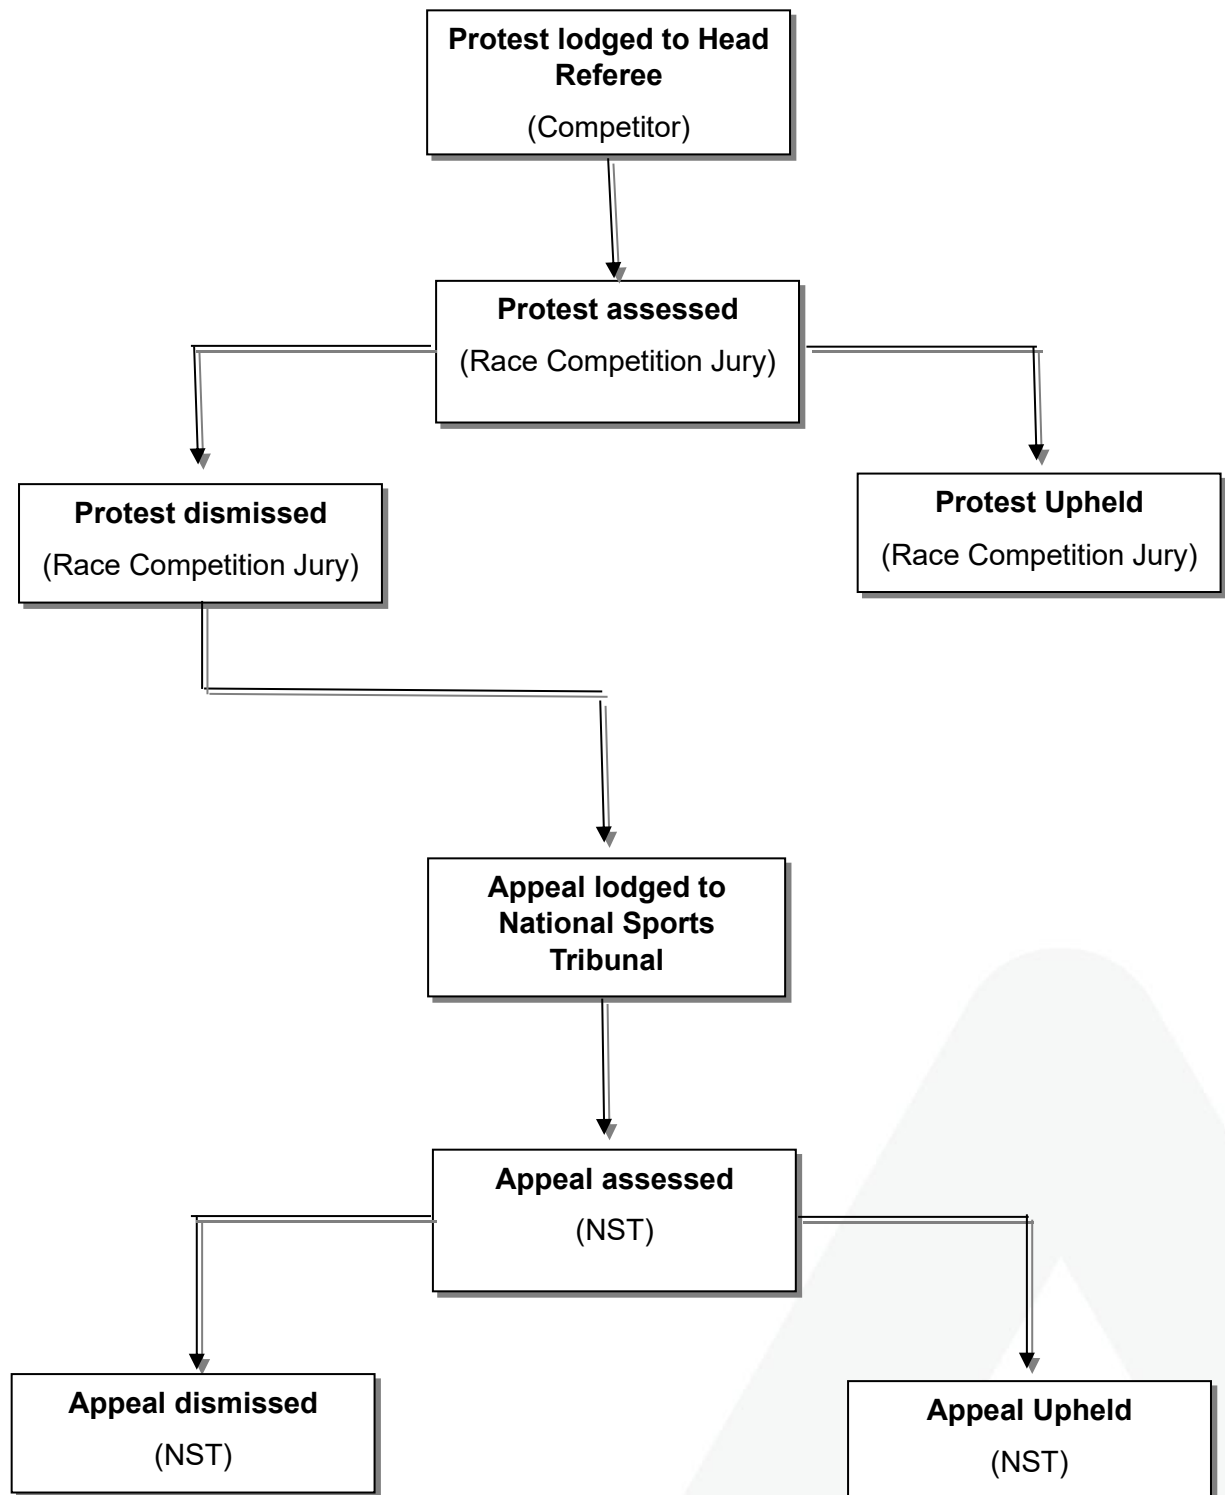 Protest lodged to Head
Referee
(Competitor)
Protest assessed
(Race Competition Jury)
Protest dismissed
(Race Competition Jury)
Protest Upheld
(Race Competition Jury)
Appeal lodged to
National Sports
Tribunal
Appeal assessed
(NST)
Appeal dismissed
(NST)
Appeal Upheld
(NST)